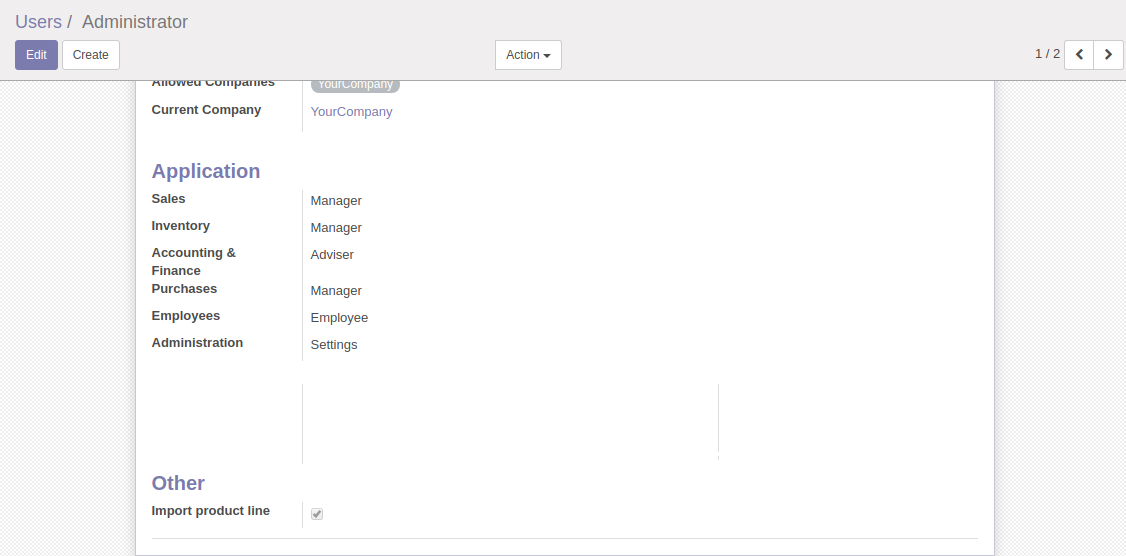 Users / Administrator
Edit Create Action 1 / 2
Allowed Companies YourCompany
Current Company YourCompany
Application
Sales Manager
Inventory Manager
Accounting & Adviser
Finance
Purchases Manager
Employees Employee
Administration Settings
Other
Import product line